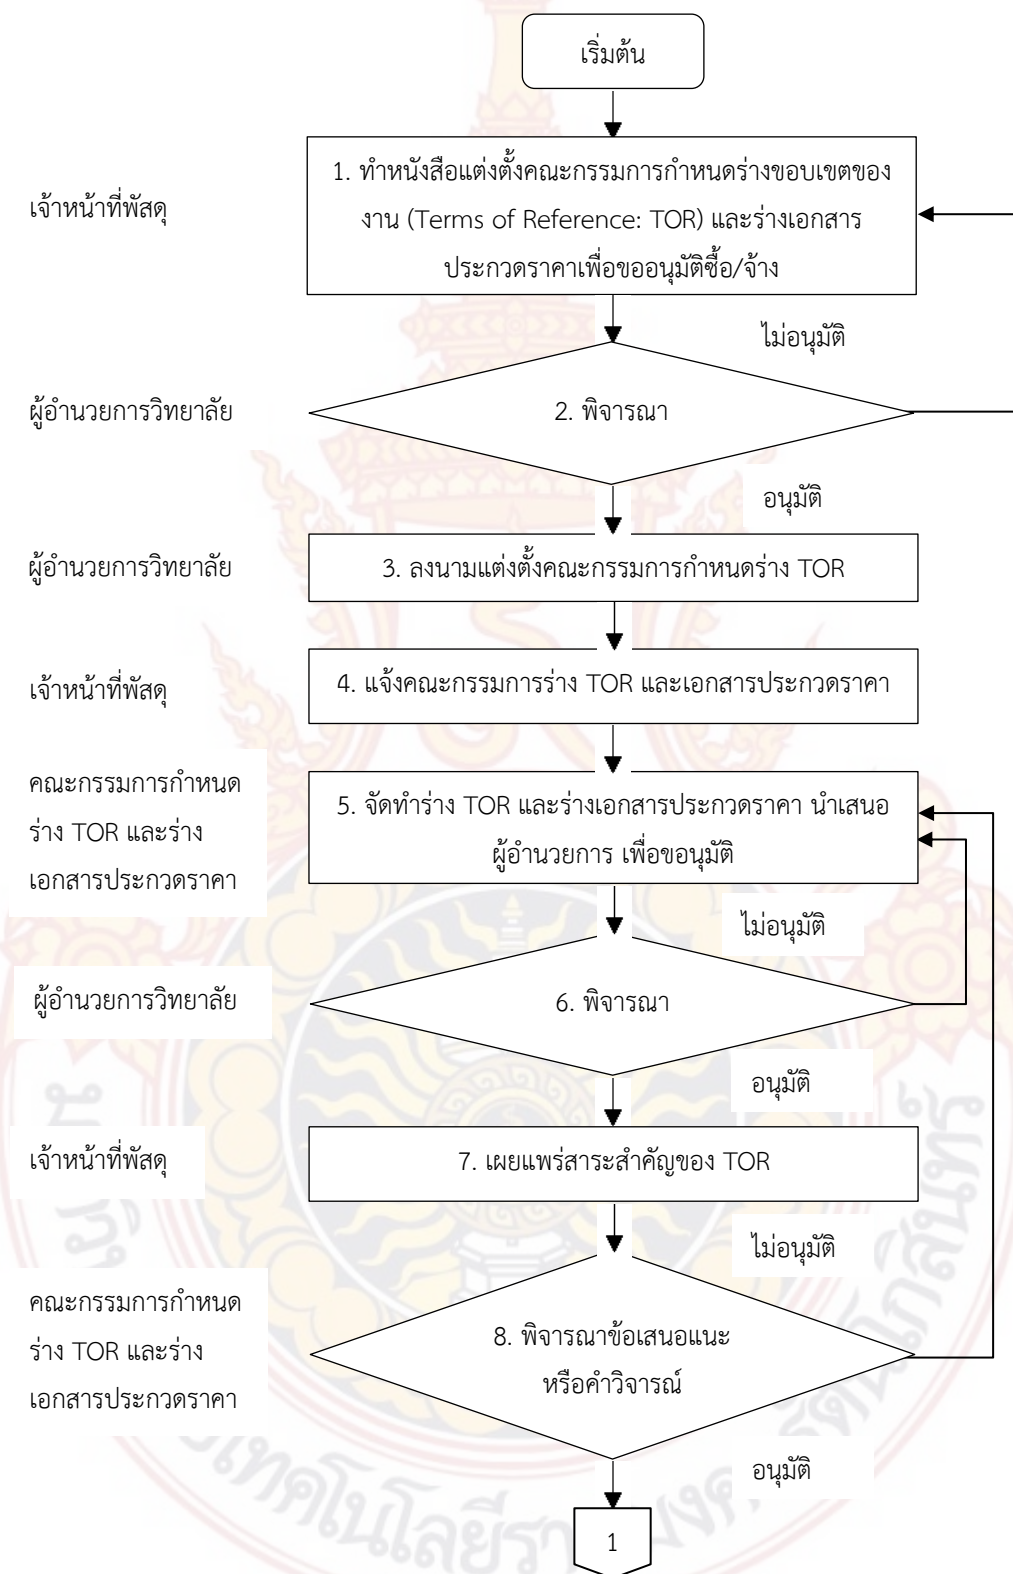 เริ่มต้น
เจ้าหน้าที่พัสดุ
1. ทำหนังสือแต่งตั้งคณะกรรมการกำหนดร่างขอบเขตของ
งาน (Terms of Reference: TOR) และร่างเอกสาร
ประกวดราคาเพื่อขออนุมัติซื้อ/จ้าง
ไม่อนุมัติ
ผู้อำนวยการวิทยาลัย
2. พิจารณา
อนุมัติ
ผู้อำนวยการวิทยาลัย
3. ลงนามแต่งตั้งคณะกรรมการกำหนดร่าง TOR
เจ้าหน้าที่พัสดุ
4. แจ้งคณะกรรมการร่าง TOR และเอกสารประกวดราคา
คณะกรรมการกำหนด
ร่าง TOR และร่าง
เอกสารประกวดราคา
5. จัดทำร่าง TOR และร่างเอกสารประกวดราคา นำเสนอ
ผู้อำนวยการ เพื่อขอนุมัติ
ไม่อนุมัติ
ผู้อำนวยการวิทยาลัย
6. พิจารณา
อนุมัติ
เจ้าหน้าที่พัสดุ
7. เผยแพร่สาระสำคัญของ TOR
ไม่อนุมัติ
คณะกรรมการกำหนด
ร่าง TOR และร่าง
เอกสารประกวดราคา
8. พิจารณาข้อเสนอแนะ
หรือคำวิจารณ์
อนุมัติ
1